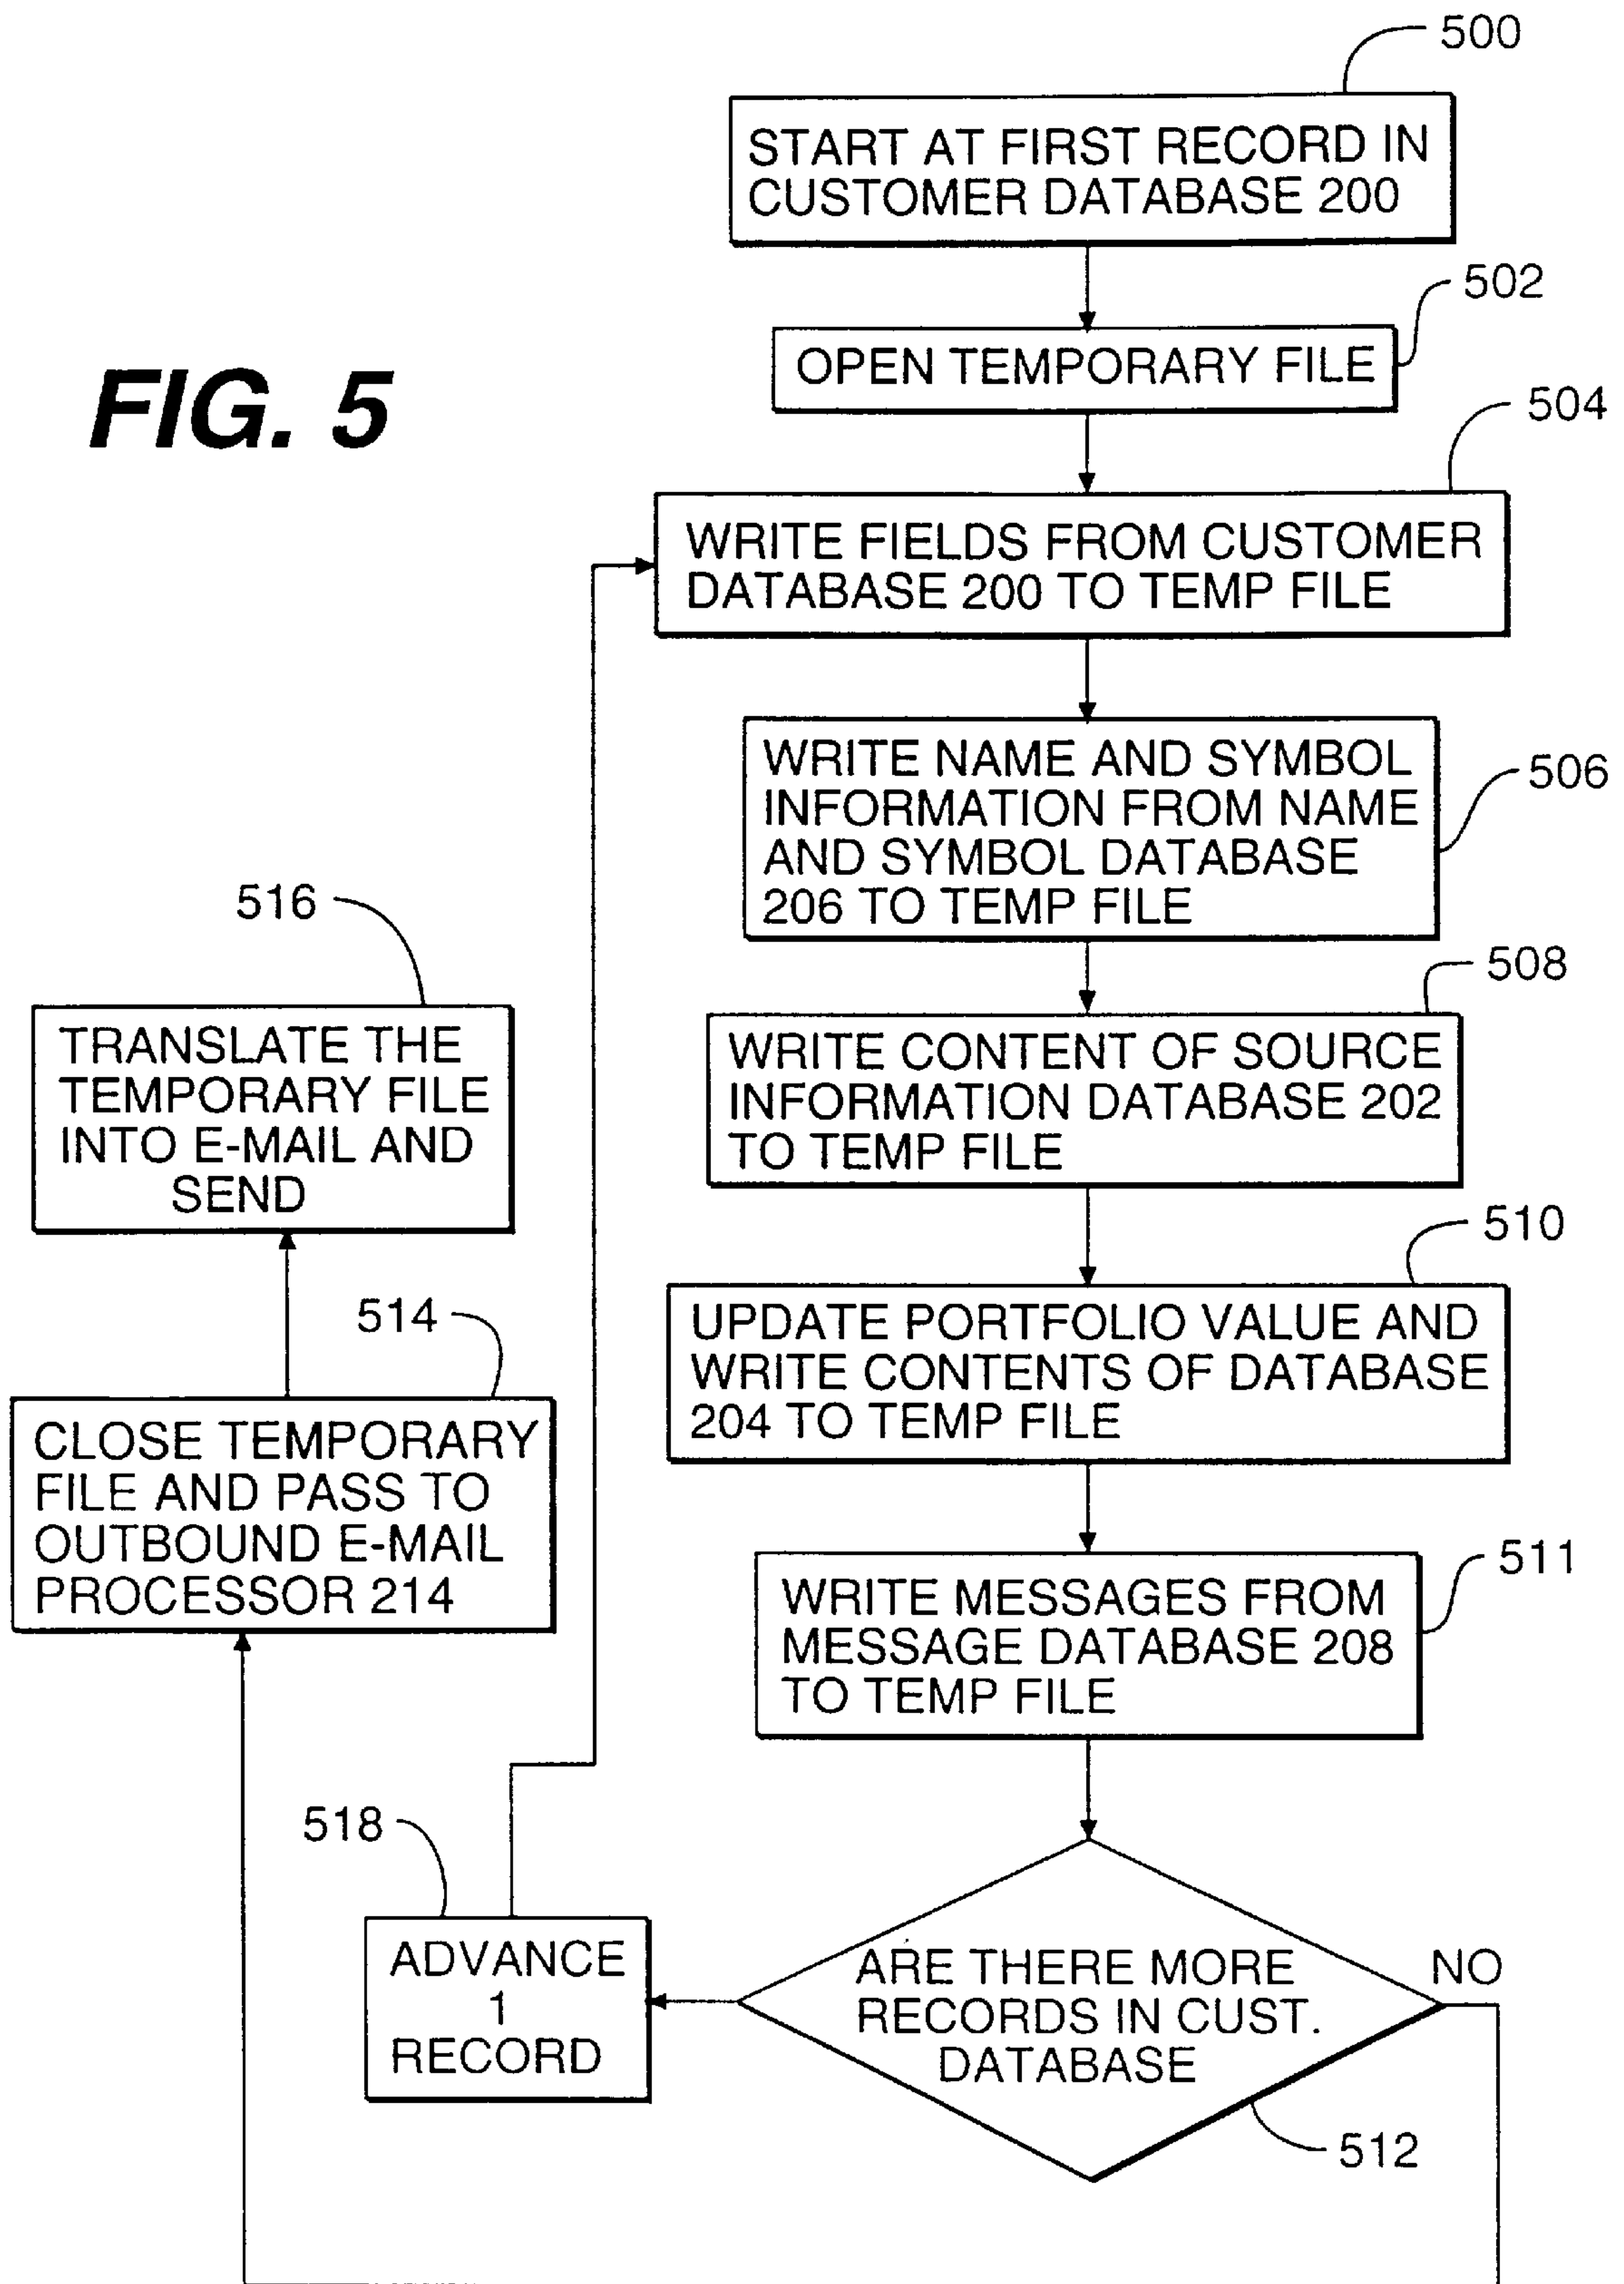 500
START AT FIRST RECORD IN
CUSTOMER DATABASE 200
502
OPEN TEMPORARY FILE
FIG. 5
504
WRITE FIELDS FROM CUSTOMER
DATABASE 200 TO TEMP FILE
506
WRITE NAME AND SYMBOL
INFORMATION FROM NAME
AND SYMBOL DATABASE
206 TO TEMP FILE
508
WRITE CONTENT OF SOURCE
INFORMATION DATABASE 202
TO TEMP FILE
510
UPDATE PORTFOLIO VALUE AND
WRITE CONTENTS OF DATABASE
204 TO TEMP FILE
511
WRITE MESSAGES FROM
MESSAGE DATABASE 208
TO TEMP FILE
ARE THERE MORE
RECORDS IN CUST.
DATABASE
NO
512
518
ADVANCE
1
RECORD
514
CLOSE TEMPORARY
FILE AND PASS TO
OUTBOUND E-MAIL
PROCESSOR 214
516
TRANSLATE THE
TEMPORARY FILE
INTO E-MAIL AND
SEND